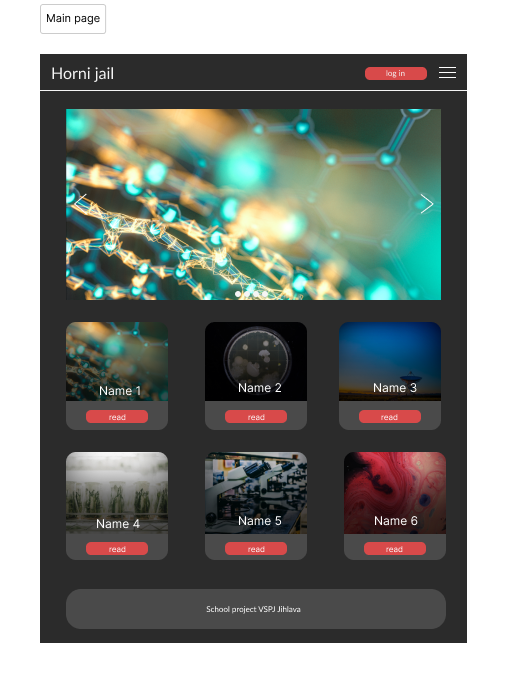 Main page
Horni jail
log in
Name 1
Name 2
Name 3
read
read
read
Name 4
Name 5
Name 6
read
read
read
School project VSPJ Jihlava